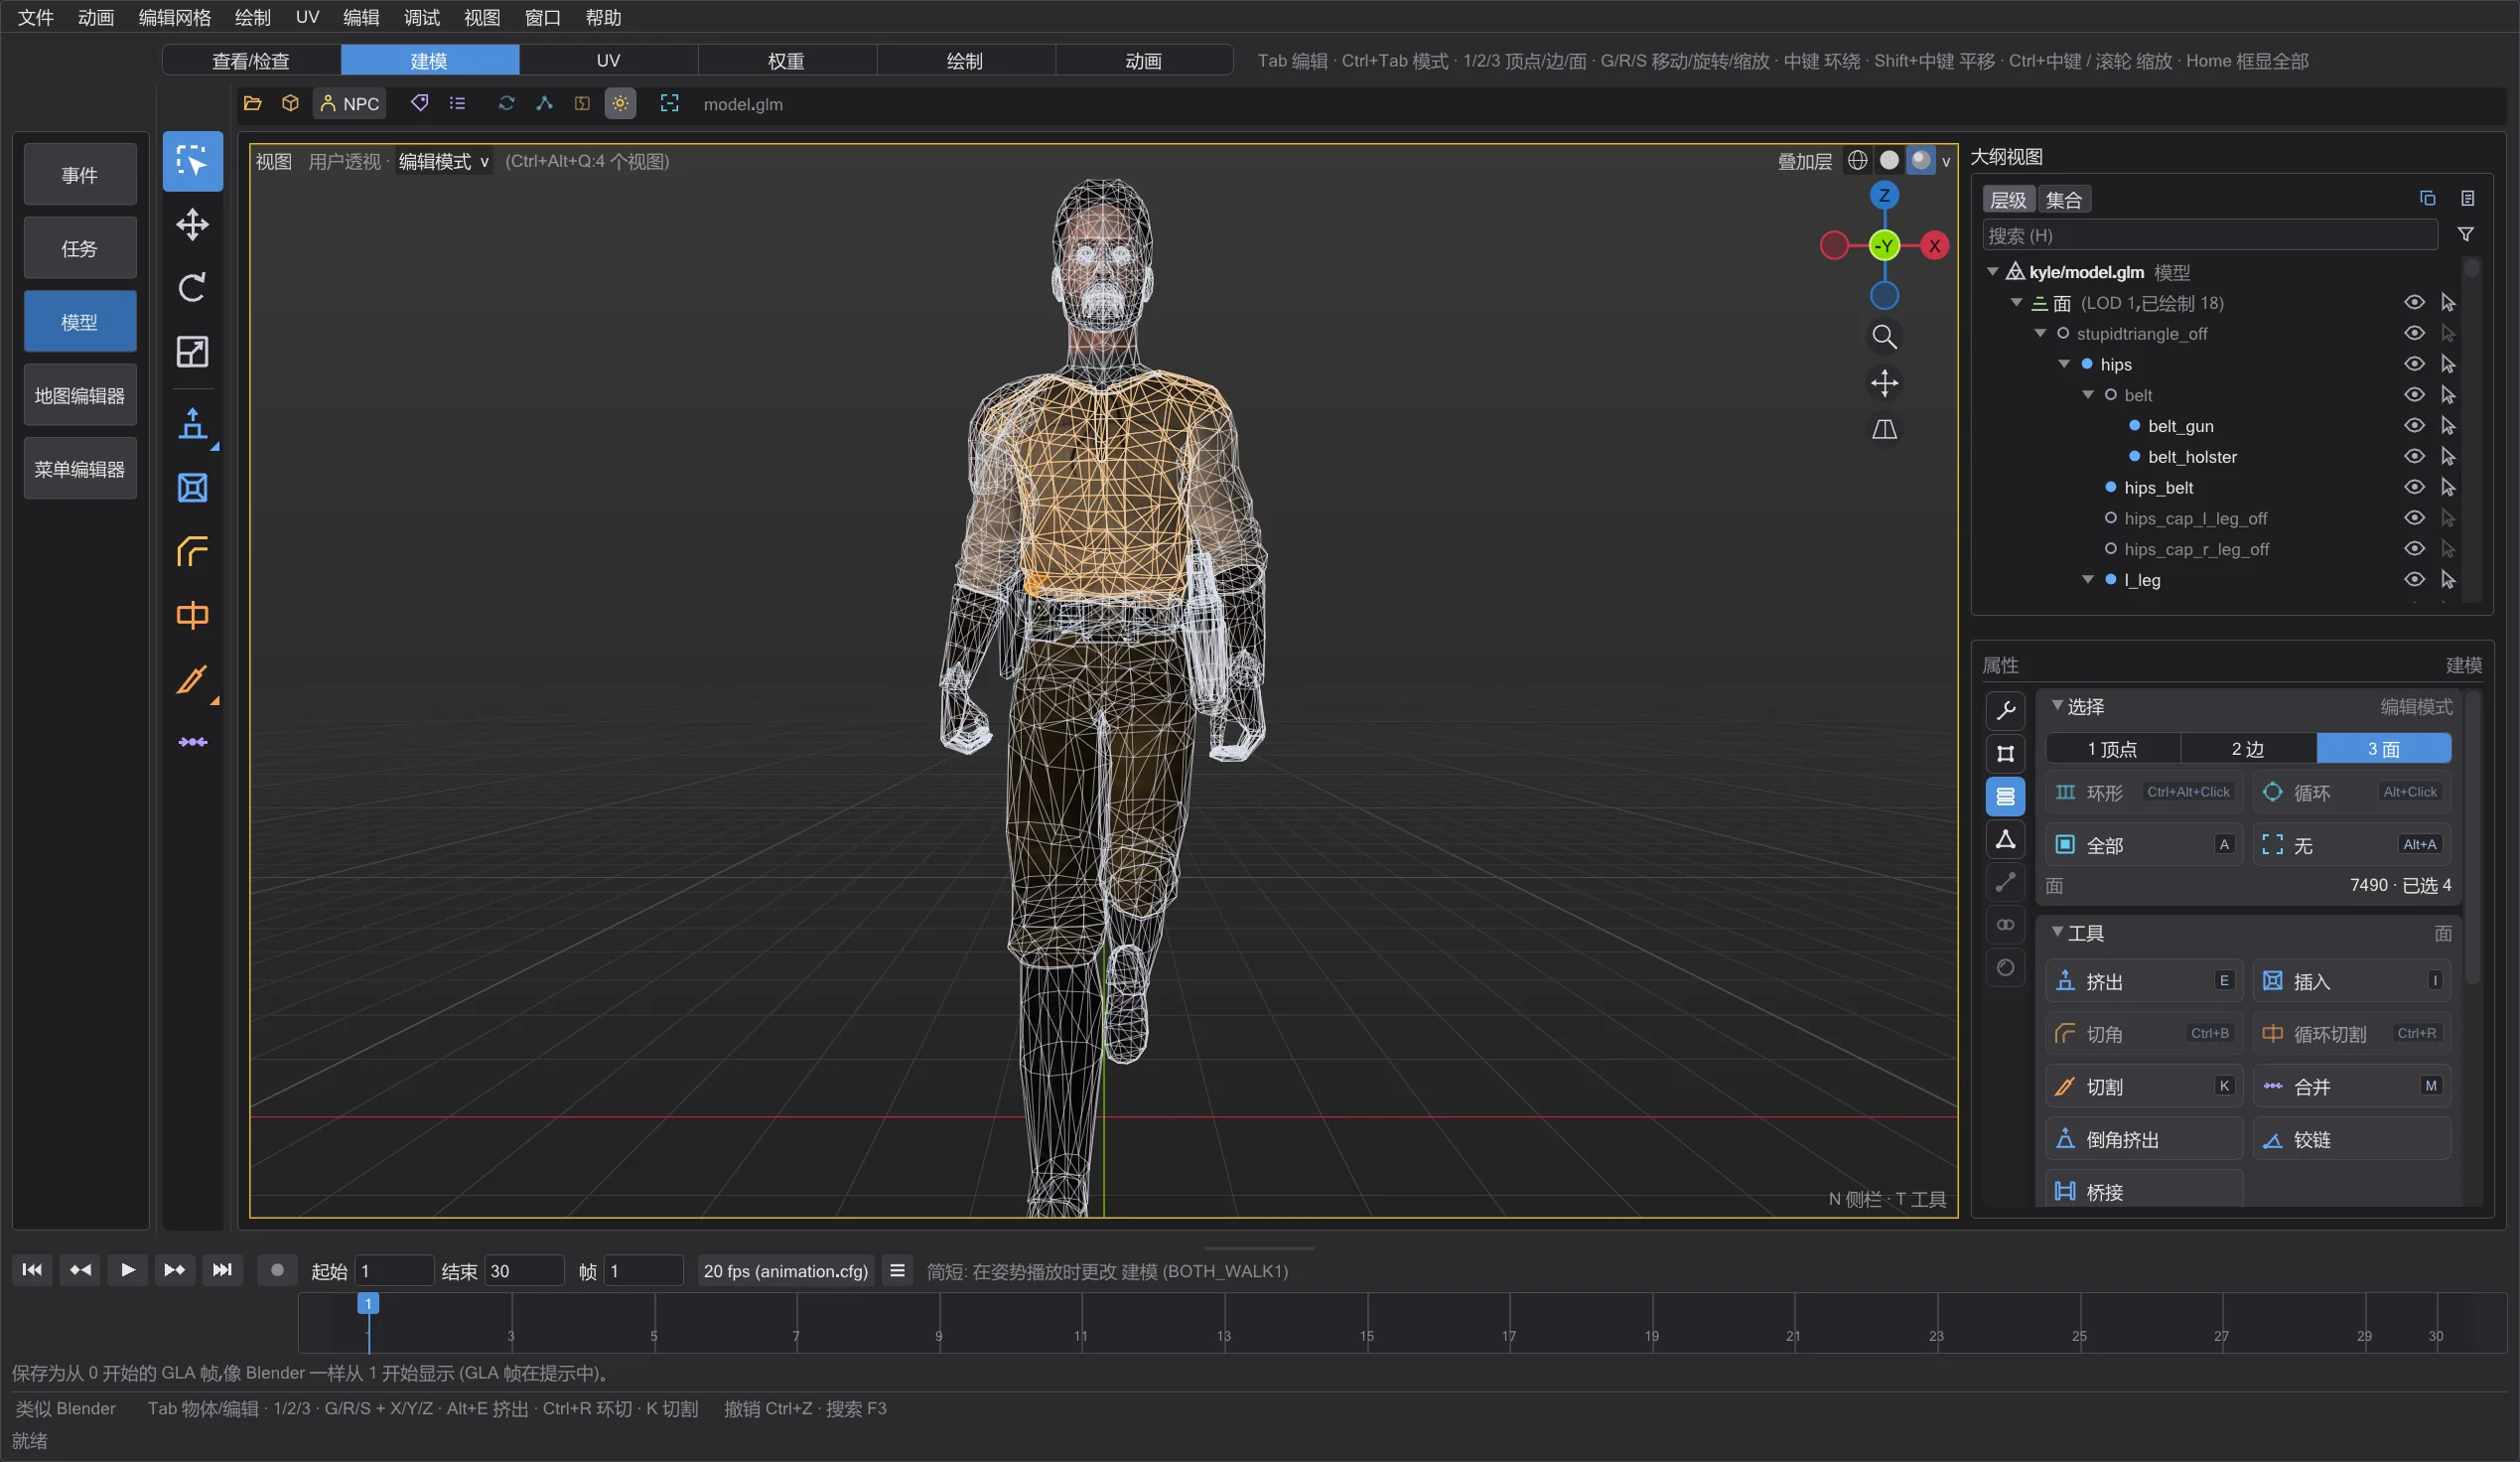 文件 动画 编辑网格 绘制 UV 编辑 调试 视图 窗口 帮助
查看/检查 建模 UV 权重 绘制 动画 Tab 编辑 · Ctrl+Tab 模式 · 1/2/3 顶点/边/面 · G/R/S 移动/旋转/缩放 · 中键 环绕 · Shift+中键 平移 · Ctrl+中键 / 滚轮 缩放 · Home 框显全部
NPC model.glm
事件
任务
模型
地图编辑器
菜单编辑器
视图 用户透视 · 编辑模式 v (Ctrl+Alt+Q:4 个视图)
叠加层 v
Z
-Y X
N 侧栏 · T 工具
大纲视图
层级 集合
搜索 (H)
kyle/model.glm 模型
面 (LOD 1,已绘制 18)
stupidtriangle_off
hips
belt
belt_gun
belt_holster
hips_belt
hips_cap_l_leg_off
hips_cap_r_leg_off
l_leg
属性 建模
选择 编辑模式
1 顶点 2 边 3 面
环形 Ctrl+Alt+Click 循环 Alt+Click
全部 A 无 Alt+A
面 7490 · 已选 4
工具 面
挤出 E 插入 I
切角 Ctrl+B 循环切割 Ctrl+R
切割 K 合并 M
倒角挤出 铰链
桥接
起始 1 结束 30 帧 1 20 fps (animation.cfg) 简短: 在姿势播放时更改 建模 (BOTH_WALK1)
1
1 3 5 7 9 11 13 15 17 19 21 23 25 27 29 30
保存为从 0 开始的 GLA 帧,像 Blender 一样从 1 开始显示 (GLA 帧在提示中)。
类似 Blender Tab 物体/编辑 · 1/2/3 · G/R/S + X/Y/Z · Alt+E 挤出 · Ctrl+R 环切 · K 切割 撤销 Ctrl+Z · 搜索 F3
就绪